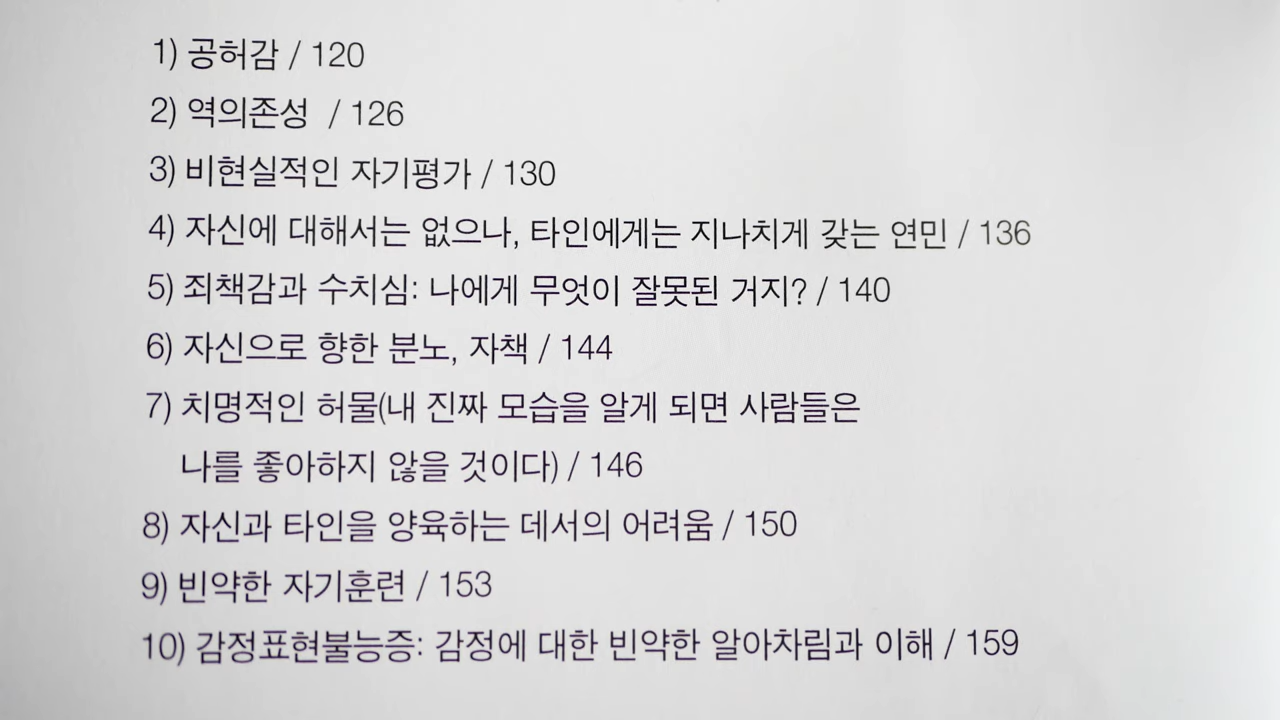 1) 공허감 / 120
2) 역의존성 / 126
3) 비현실적인 자기평가 / 130
4) 자신에 대해서는 없으나, 타인에게는 지나치게 갖는 연민 / 136
5) 죄책감과 수치심: 나에게 무엇이 잘못된 거지? / 140
6) 자신으로 향한 분노, 자책 / 144
7) 치명적인 허물(내 진짜 모습을 알게 되면 사람들은
나를 좋아하지 않을 것이다) / 146
8) 자신과 타인을 양육하는 데서의 어려움 / 150
9) 빈약한 자기훈련 / 153
10) 감정표현불능증: 감정에 대한 빈약한 알아차림과 이해 / 159